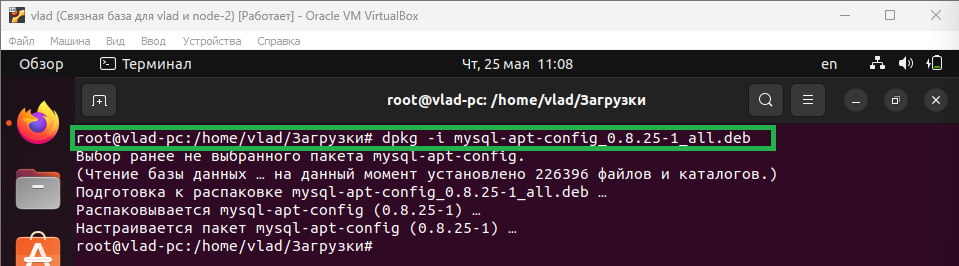 vlad (Связная база для vlad и node-2) [Работает] - Oracle VM VirtualBox
Файл Машина Вид Ввод Устройства Справка
Обзор Терминал Чт, 25 мая 11:08 en
root@vlad-pc: /home/vlad/Загрузки
root@vlad-pc:/home/vlad/Загрузки# dpkg -i mysql-apt-config_0.8.25-1_all.deb
Выбор ранее не выбранного пакета mysql-apt-config.
(Чтение базы данных … на данный момент установлено 226396 файлов и каталогов.)
Подготовка к распаковке mysql-apt-config_0.8.25-1_all.deb …
Распаковывается mysql-apt-config (0.8.25-1) …
Настраивается пакет mysql-apt-config (0.8.25-1) …
root@vlad-pc:/home/vlad/Загрузки#